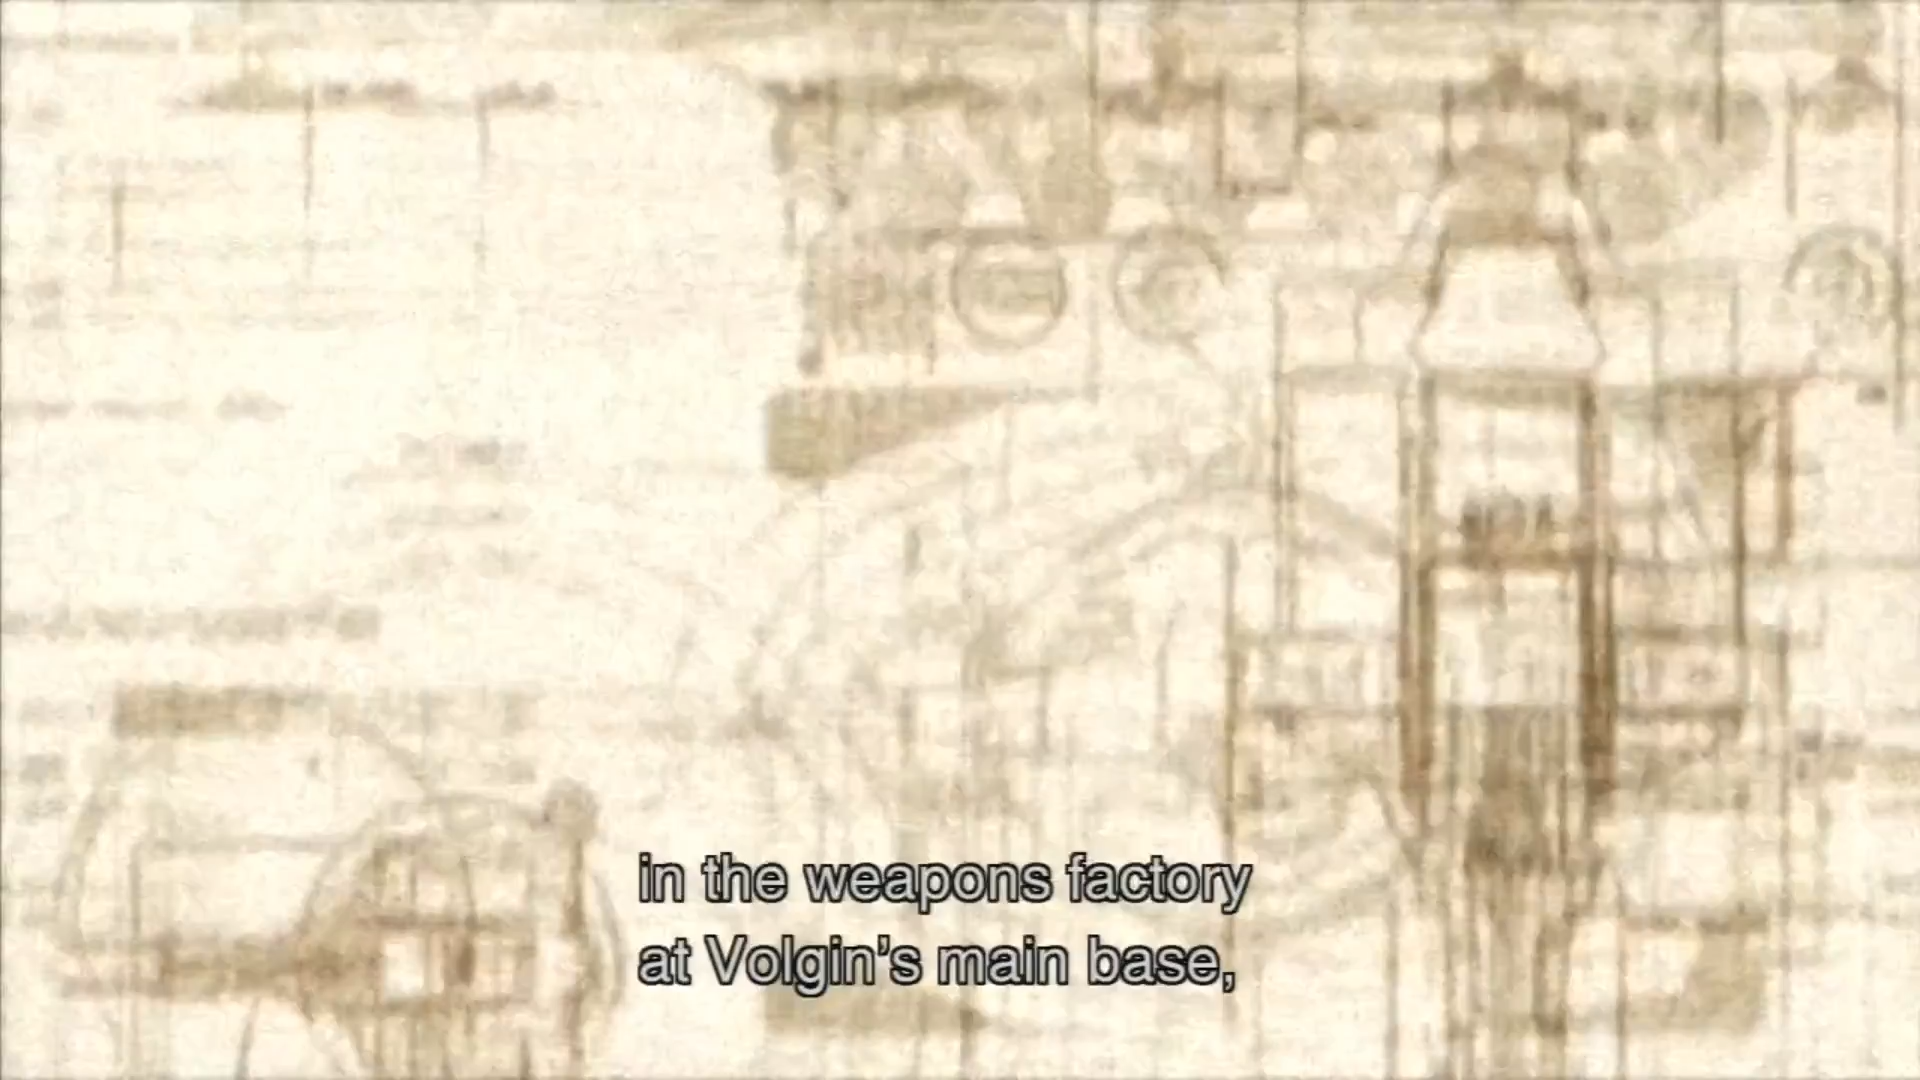 in the weapons factory
at Volgin's main base,